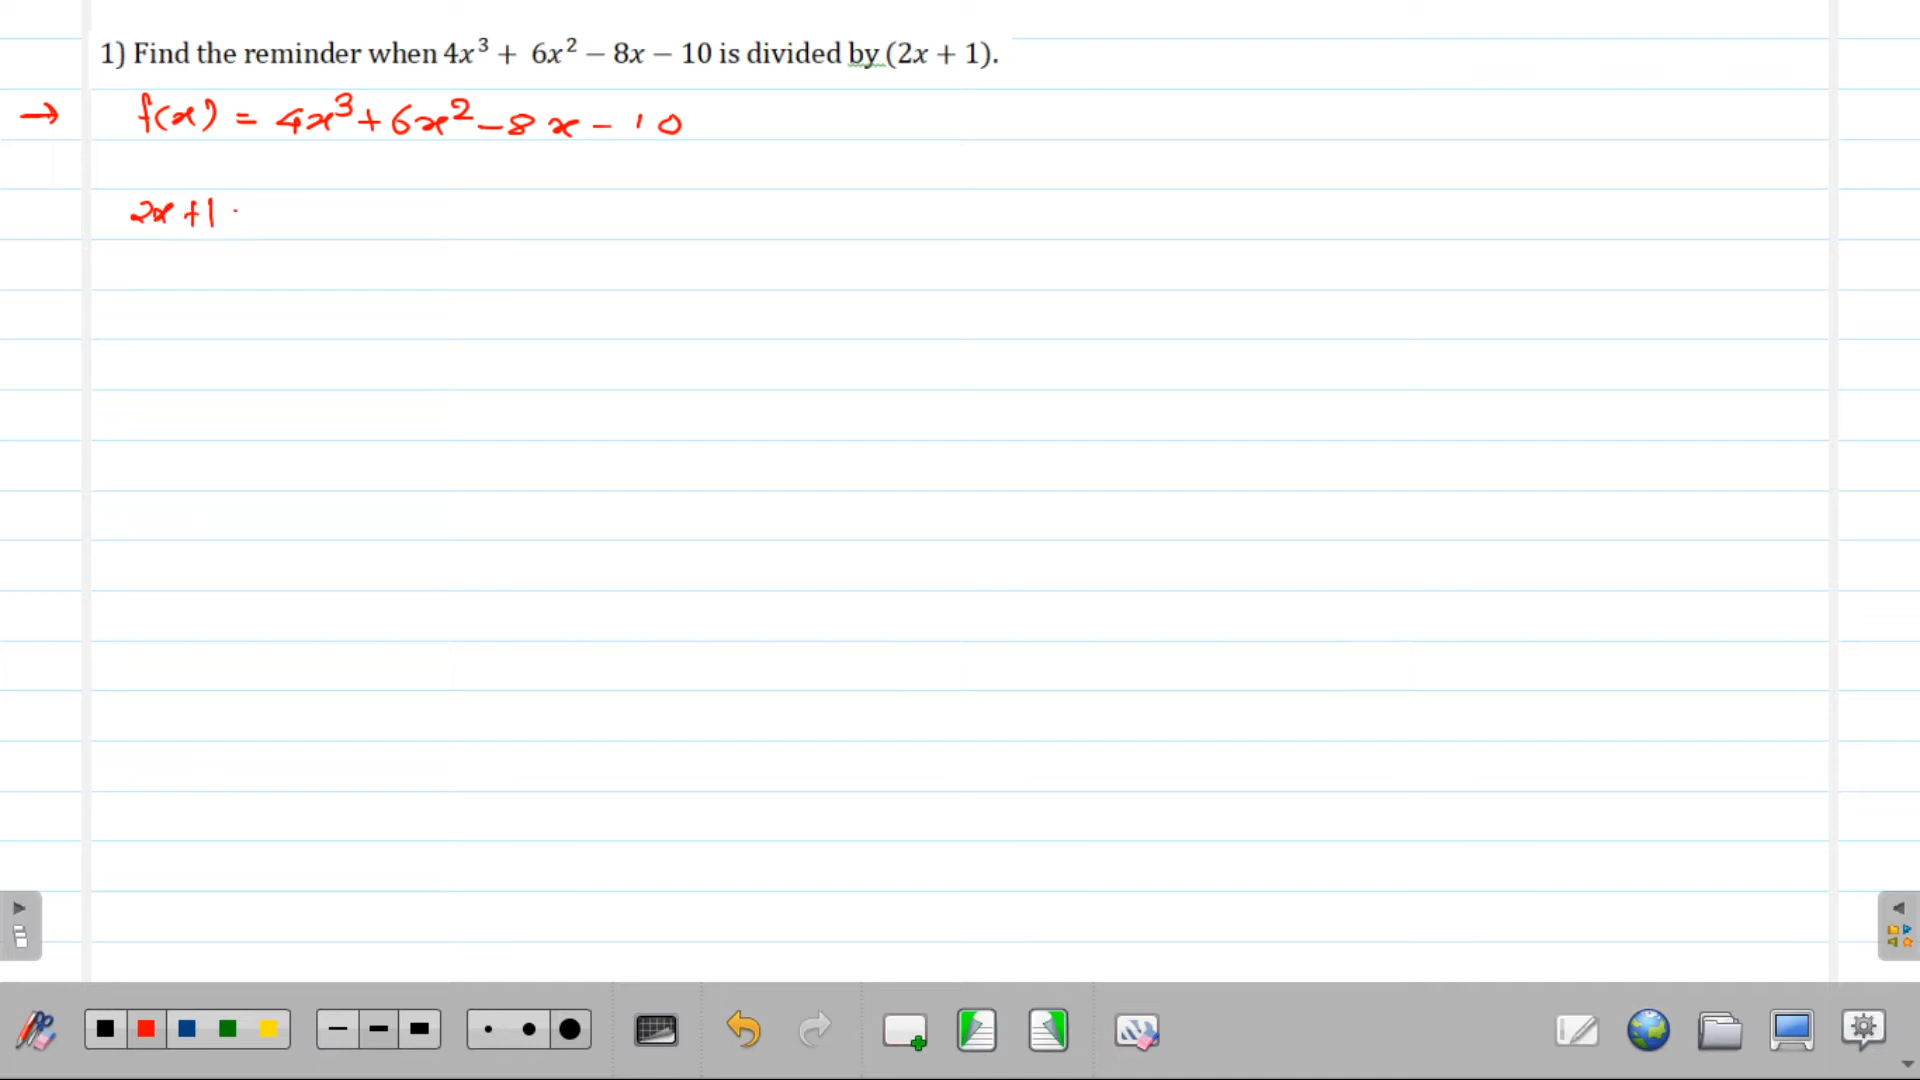 1) Find the reminder when 4x³ + 6x² − 8x − 10 is divided by (2x + 1).
→ f(x) = 4x³ + 6x² − 8x − 10
2x + 1